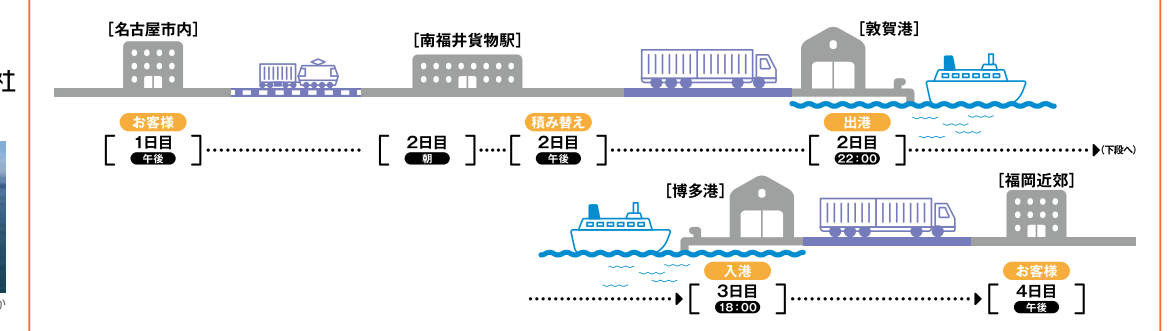 社
[名古屋市内]
[南福井貨物駅]
[敦賀港]
お客様
1日目
午後
2日目
朝
積み替え
2日目
午後
出港
2日目
22:00
(下段へ)
か
[博多港]
[福岡近郊]
入港
3日目
18:00
お客様
4日目
午後